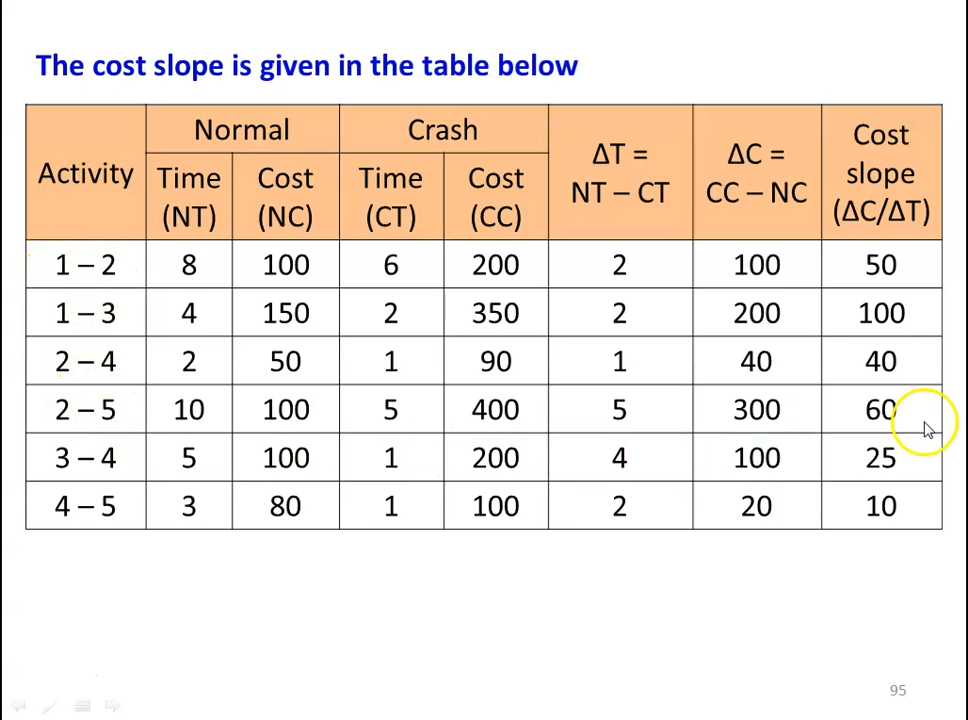 The cost slope is given in the table below
Activity Normal Crash ΔT = NT – CT ΔC = CC – NC Cost slope (ΔC/ΔT)
Time (NT) Cost (NC) Time (CT) Cost (CC)
1 – 2 8 100 6 200 2 100 50
1 – 3 4 150 2 350 2 200 100
2 – 4 2 50 1 90 1 40 40
2 – 5 10 100 5 400 5 300 60
3 – 4 5 100 1 200 4 100 25
4 – 5 3 80 1 100 2 20 10
95